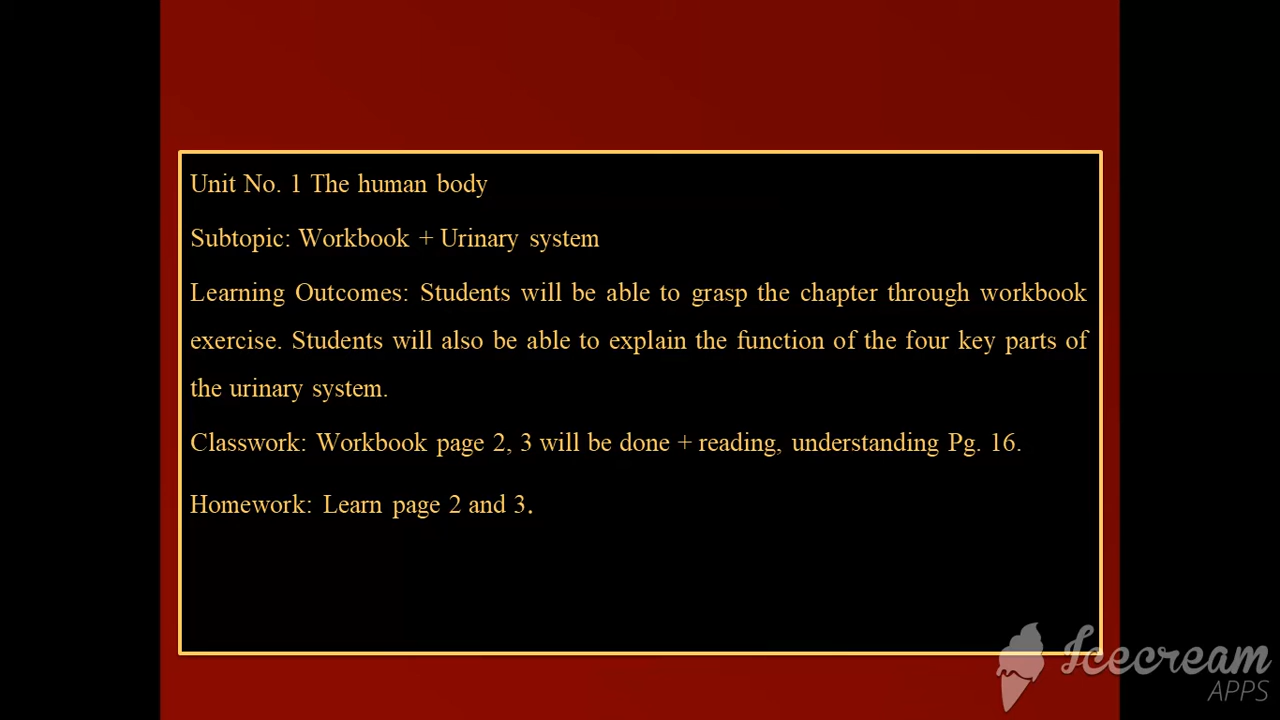 Unit No. 1 The human body
Subtopic: Workbook + Urinary system
Learning Outcomes: Students will be able to grasp the chapter through workbook
exercise. Students will also be able to explain the function of the four key parts of
the urinary system.
Classwork: Workbook page 2, 3 will be done + reading, understanding Pg. 16.
Homework: Learn page 2 and 3.
Icecream
APPS